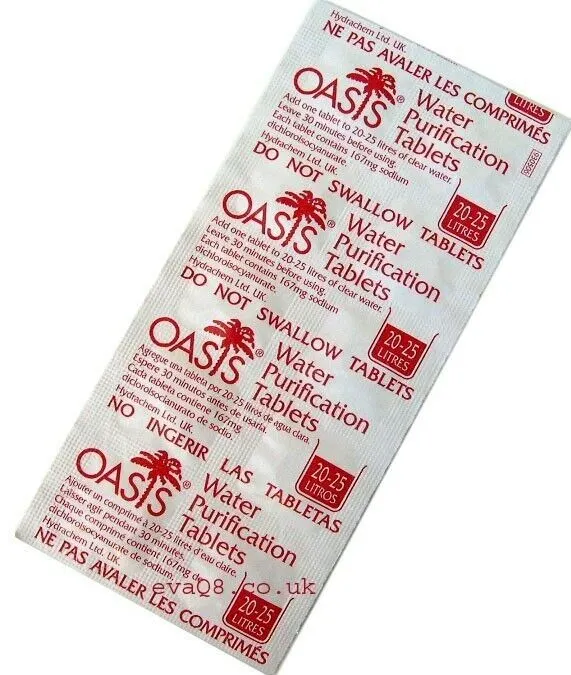 Hydrachem Ltd. UK.
NE PAS AVALER LES COMPRIMÉS
LITRES
OASIS® Water
Purification
Tablets
Add one tablet to 20-25 litres of clear water.
Leave 30 minutes before using.
Each tablet contains 167mg sodium
dichloroisocyanurate.
Hydrachem Ltd. UK.
DO NOT SWALLOW TABLETS
20-25
LITRES
OASIS® Water
Purification
Tablets
Add one tablet to 20-25 litres of clear water.
Leave 30 minutes before using.
Each tablet contains 167mg sodium
dichloroisocyanurate.
Hydrachem Ltd. UK.
DO NOT SWALLOW TABLETS
20-25
LITRES
OASIS® Water
Purification
Tablets
Agregue una tableta por 20-25 litros de agua clara.
Espere 30 minutos antes de usarla.
Cada tableta contiene 167mg
dicloroisoclanurato de sodio.
Hydrachem Ltd. UK.
NO INGERIR LAS TABLETAS
20-25
LITROS
OASIS® Water
Purification
Tablets
Ajouter un comprimé à 20-25 litres d'eau claire.
Laisser agir pendant 30 minutes.
Chaque comprimé contient 167mg de
dichloroisocyanurate de sodium.
Hydrachem Ltd. UK.
NE PAS AVALER LES COMPRIMÉS
20-25
LITRES
evaQ8.co.uk